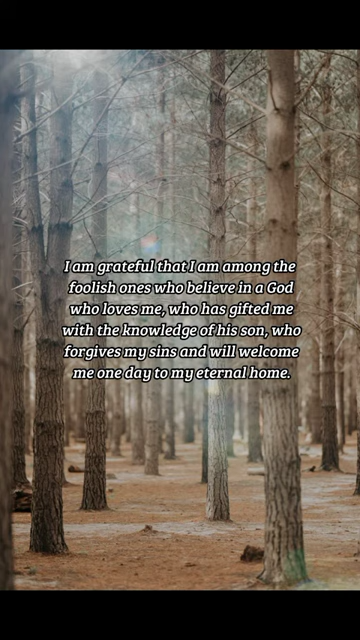 I am grateful that I am among the
foolish ones who believe in a God
who loves me, who has gifted me
with the knowledge of his son, who
forgives my sins and will welcome
me one day to my eternal home.